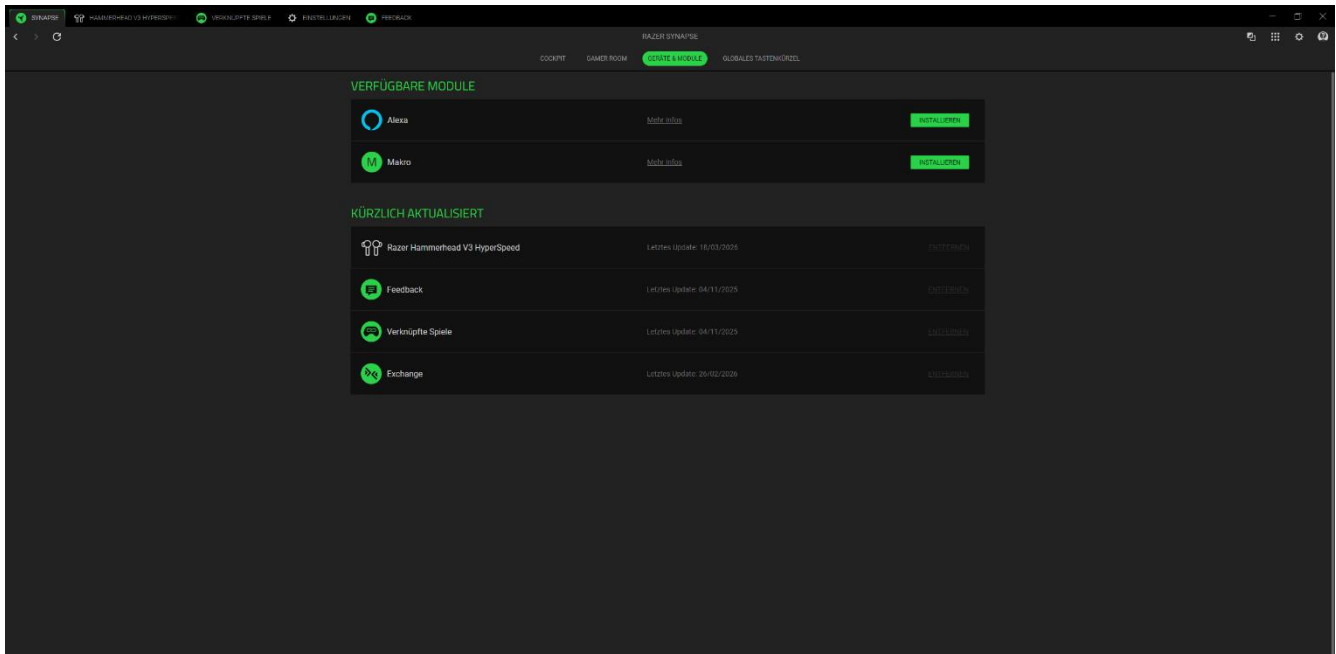 SYNAPSE HAMMERHEAD V3 HYPERSPEED VERKNÜPFTE SPIELE EINSTELLUNGEN FEEDBACK
RAZER SYNAPSE
COCKPIT GAMER ROOM GERÄTE & MODULE GLOBALES TASTENKÜRZEL
VERFÜGBARE MODULE
Alexa Mehr Infos INSTALLIEREN
M Makro Mehr Infos INSTALLIEREN
KÜRZLICH AKTUALISIERT
Razer Hammerhead V3 HyperSpeed Letztes Update: 18/03/2026 ENTFERNEN
Feedback Letztes Update: 04/11/2025 ENTFERNEN
Verknüpfte Spiele Letztes Update: 04/11/2025 ENTFERNEN
Exchange Letztes Update: 26/02/2026 ENTFERNEN